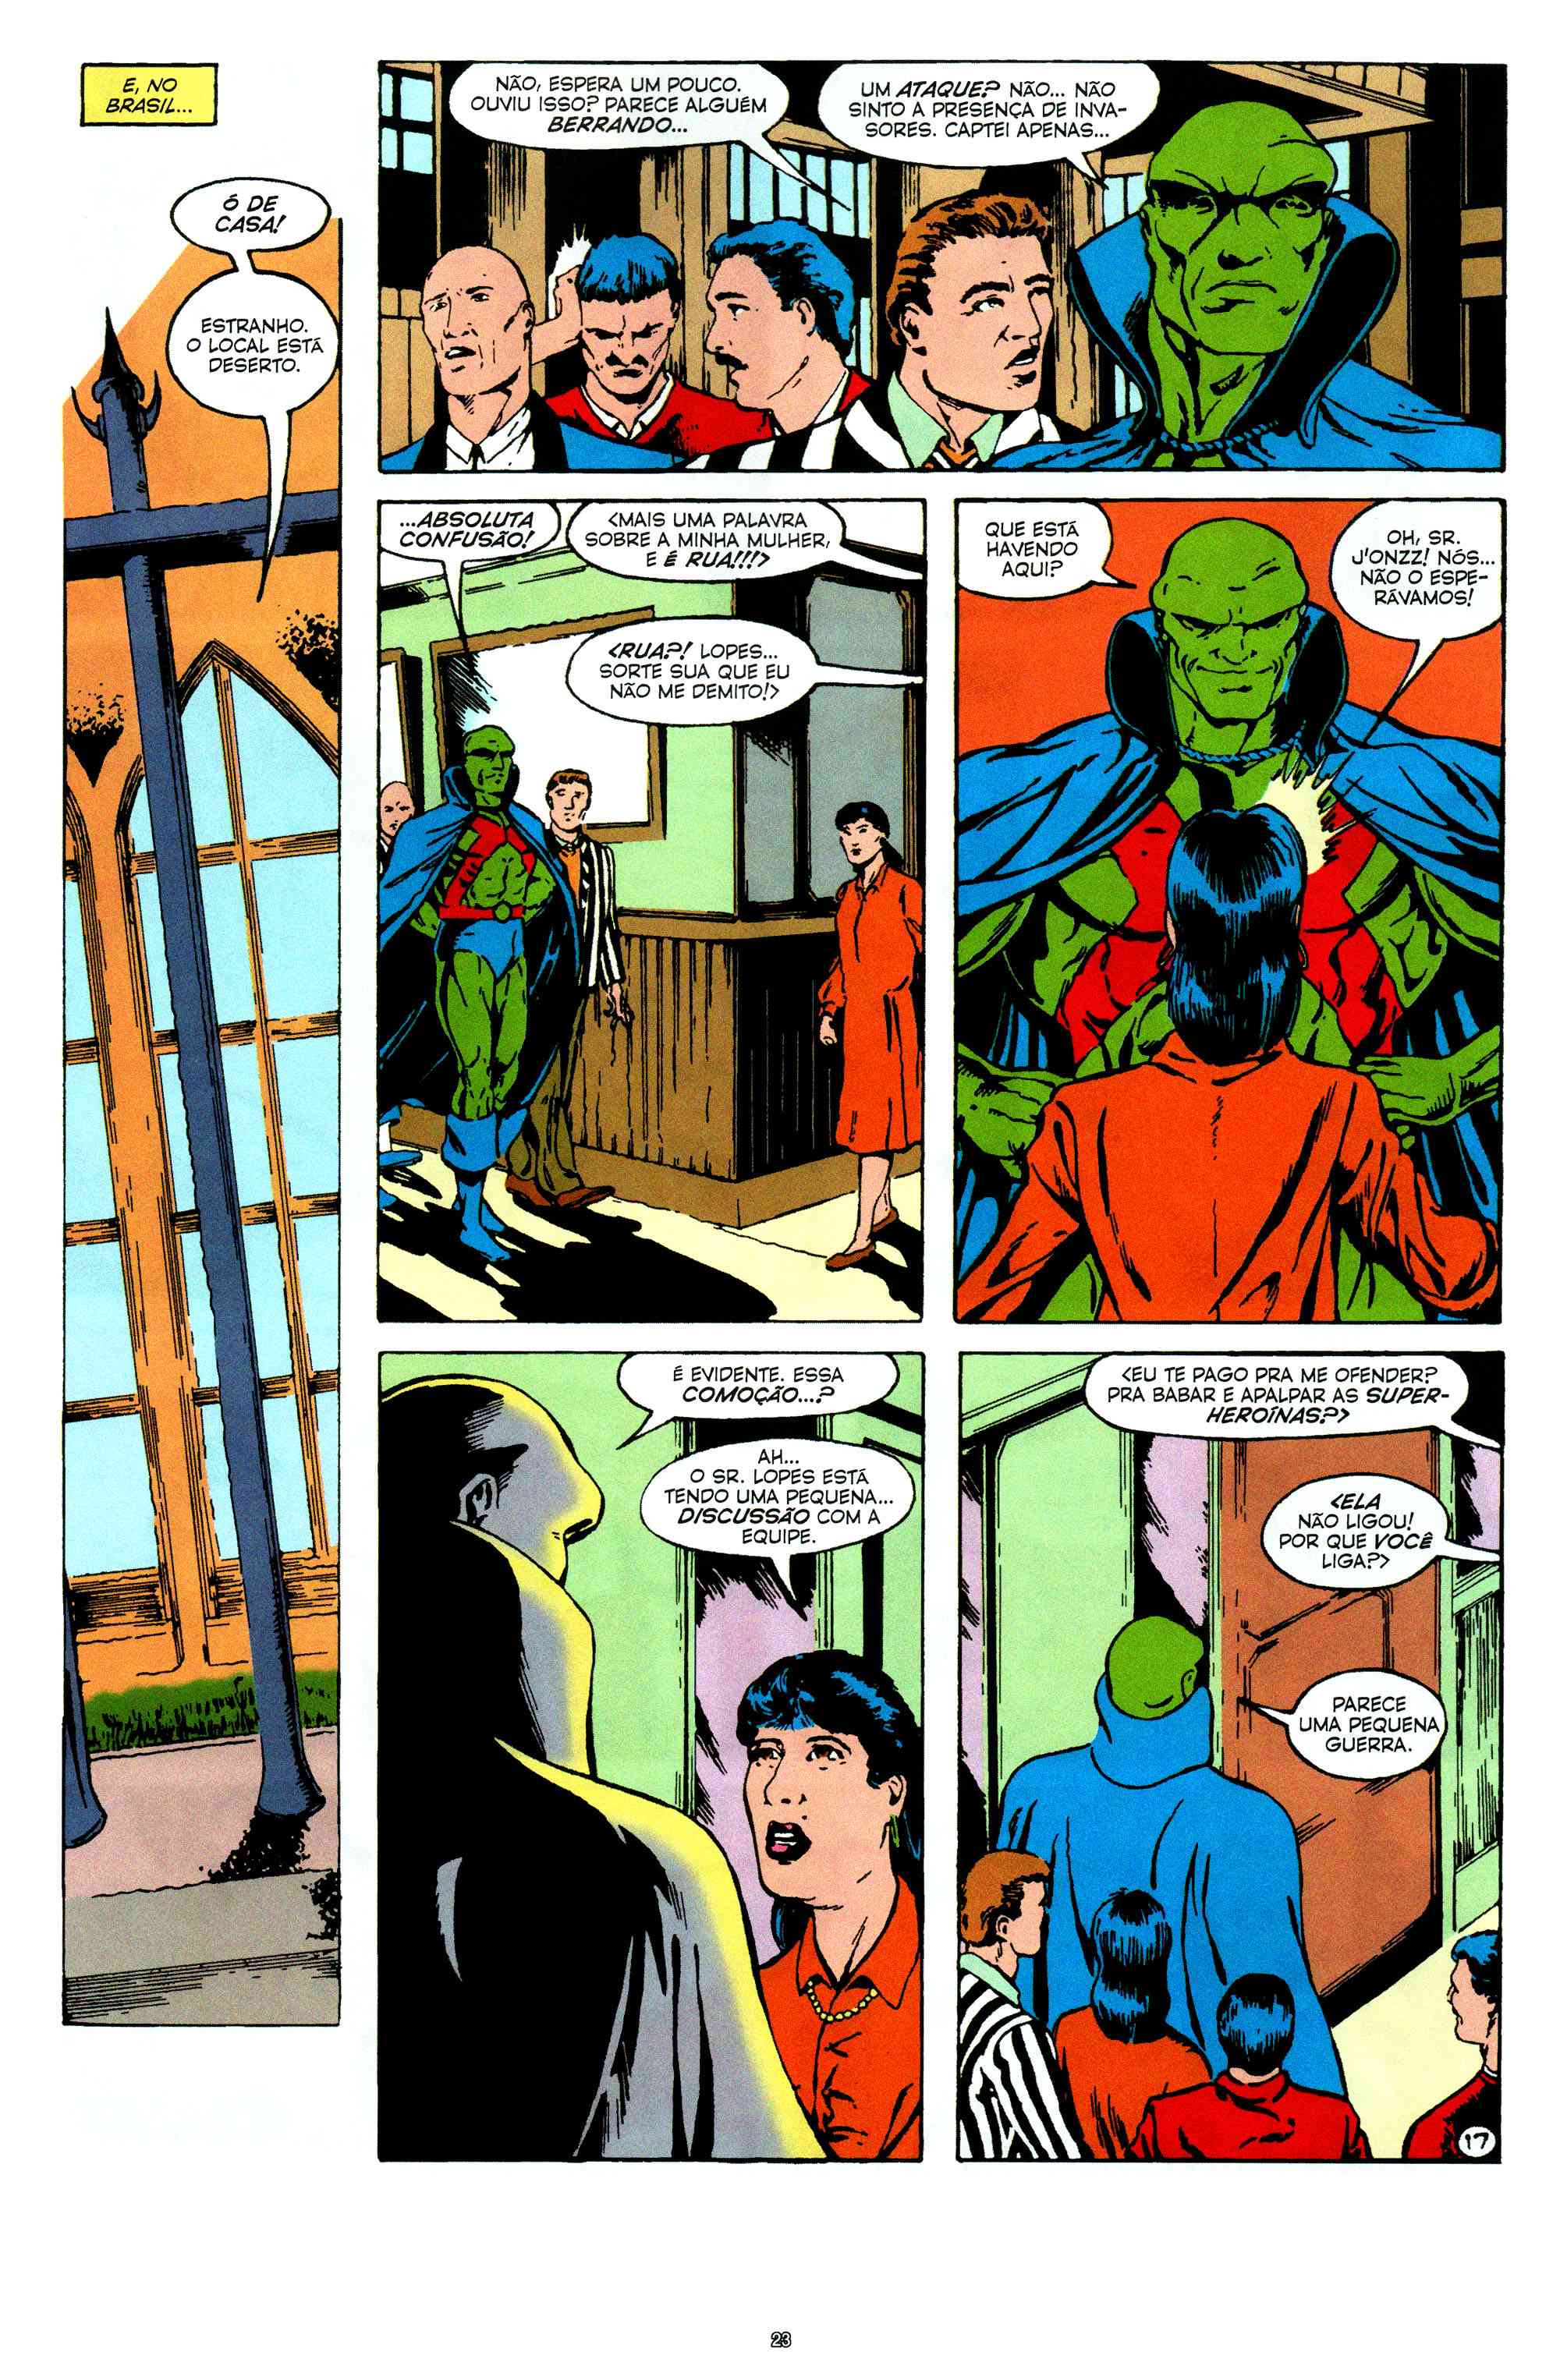 E, NO
BRASIL...
Ó DE
CASA!
ESTRANHO.
O LOCAL ESTÁ
DESERTO.
NÃO, ESPERA UM POUCO.
OUVIU ISSO? PARECE ALGUÉM
BERRANDO...
UM ATAQUE? NÃO... NÃO
SINTO A PRESENÇA DE INVA-
SORES. CAPTEI APENAS...
...ABSOLUTA
CONFUSÃO!
<MAIS UMA PALAVRA
SOBRE A MINHA MULHER,
E É RUA!!!>
<RUA?! LOPES...
SORTE SUA QUE EU
NÃO ME DEMITO!>
QUE ESTÁ
HAVENDO
AQUI?
OH, SR.
J'ONZZ! NÓS...
NÃO O ESPE-
RÁVAMOS!
É EVIDENTE. ESSA
COMOÇÃO...?
AH...
O SR. LOPES ESTÁ
TENDO UMA PEQUENA...
DISCUSSÃO COM A
EQUIPE.
<EU TE PAGO PRA ME OFENDER?
PRA BABAR E APALPAR AS SUPER-
HEROÍNAS?>
<ELA
NÃO LIGOU!
POR QUE VOCÊ
LIGA?>
PARECE
UMA PEQUENA
GUERRA.
17
23